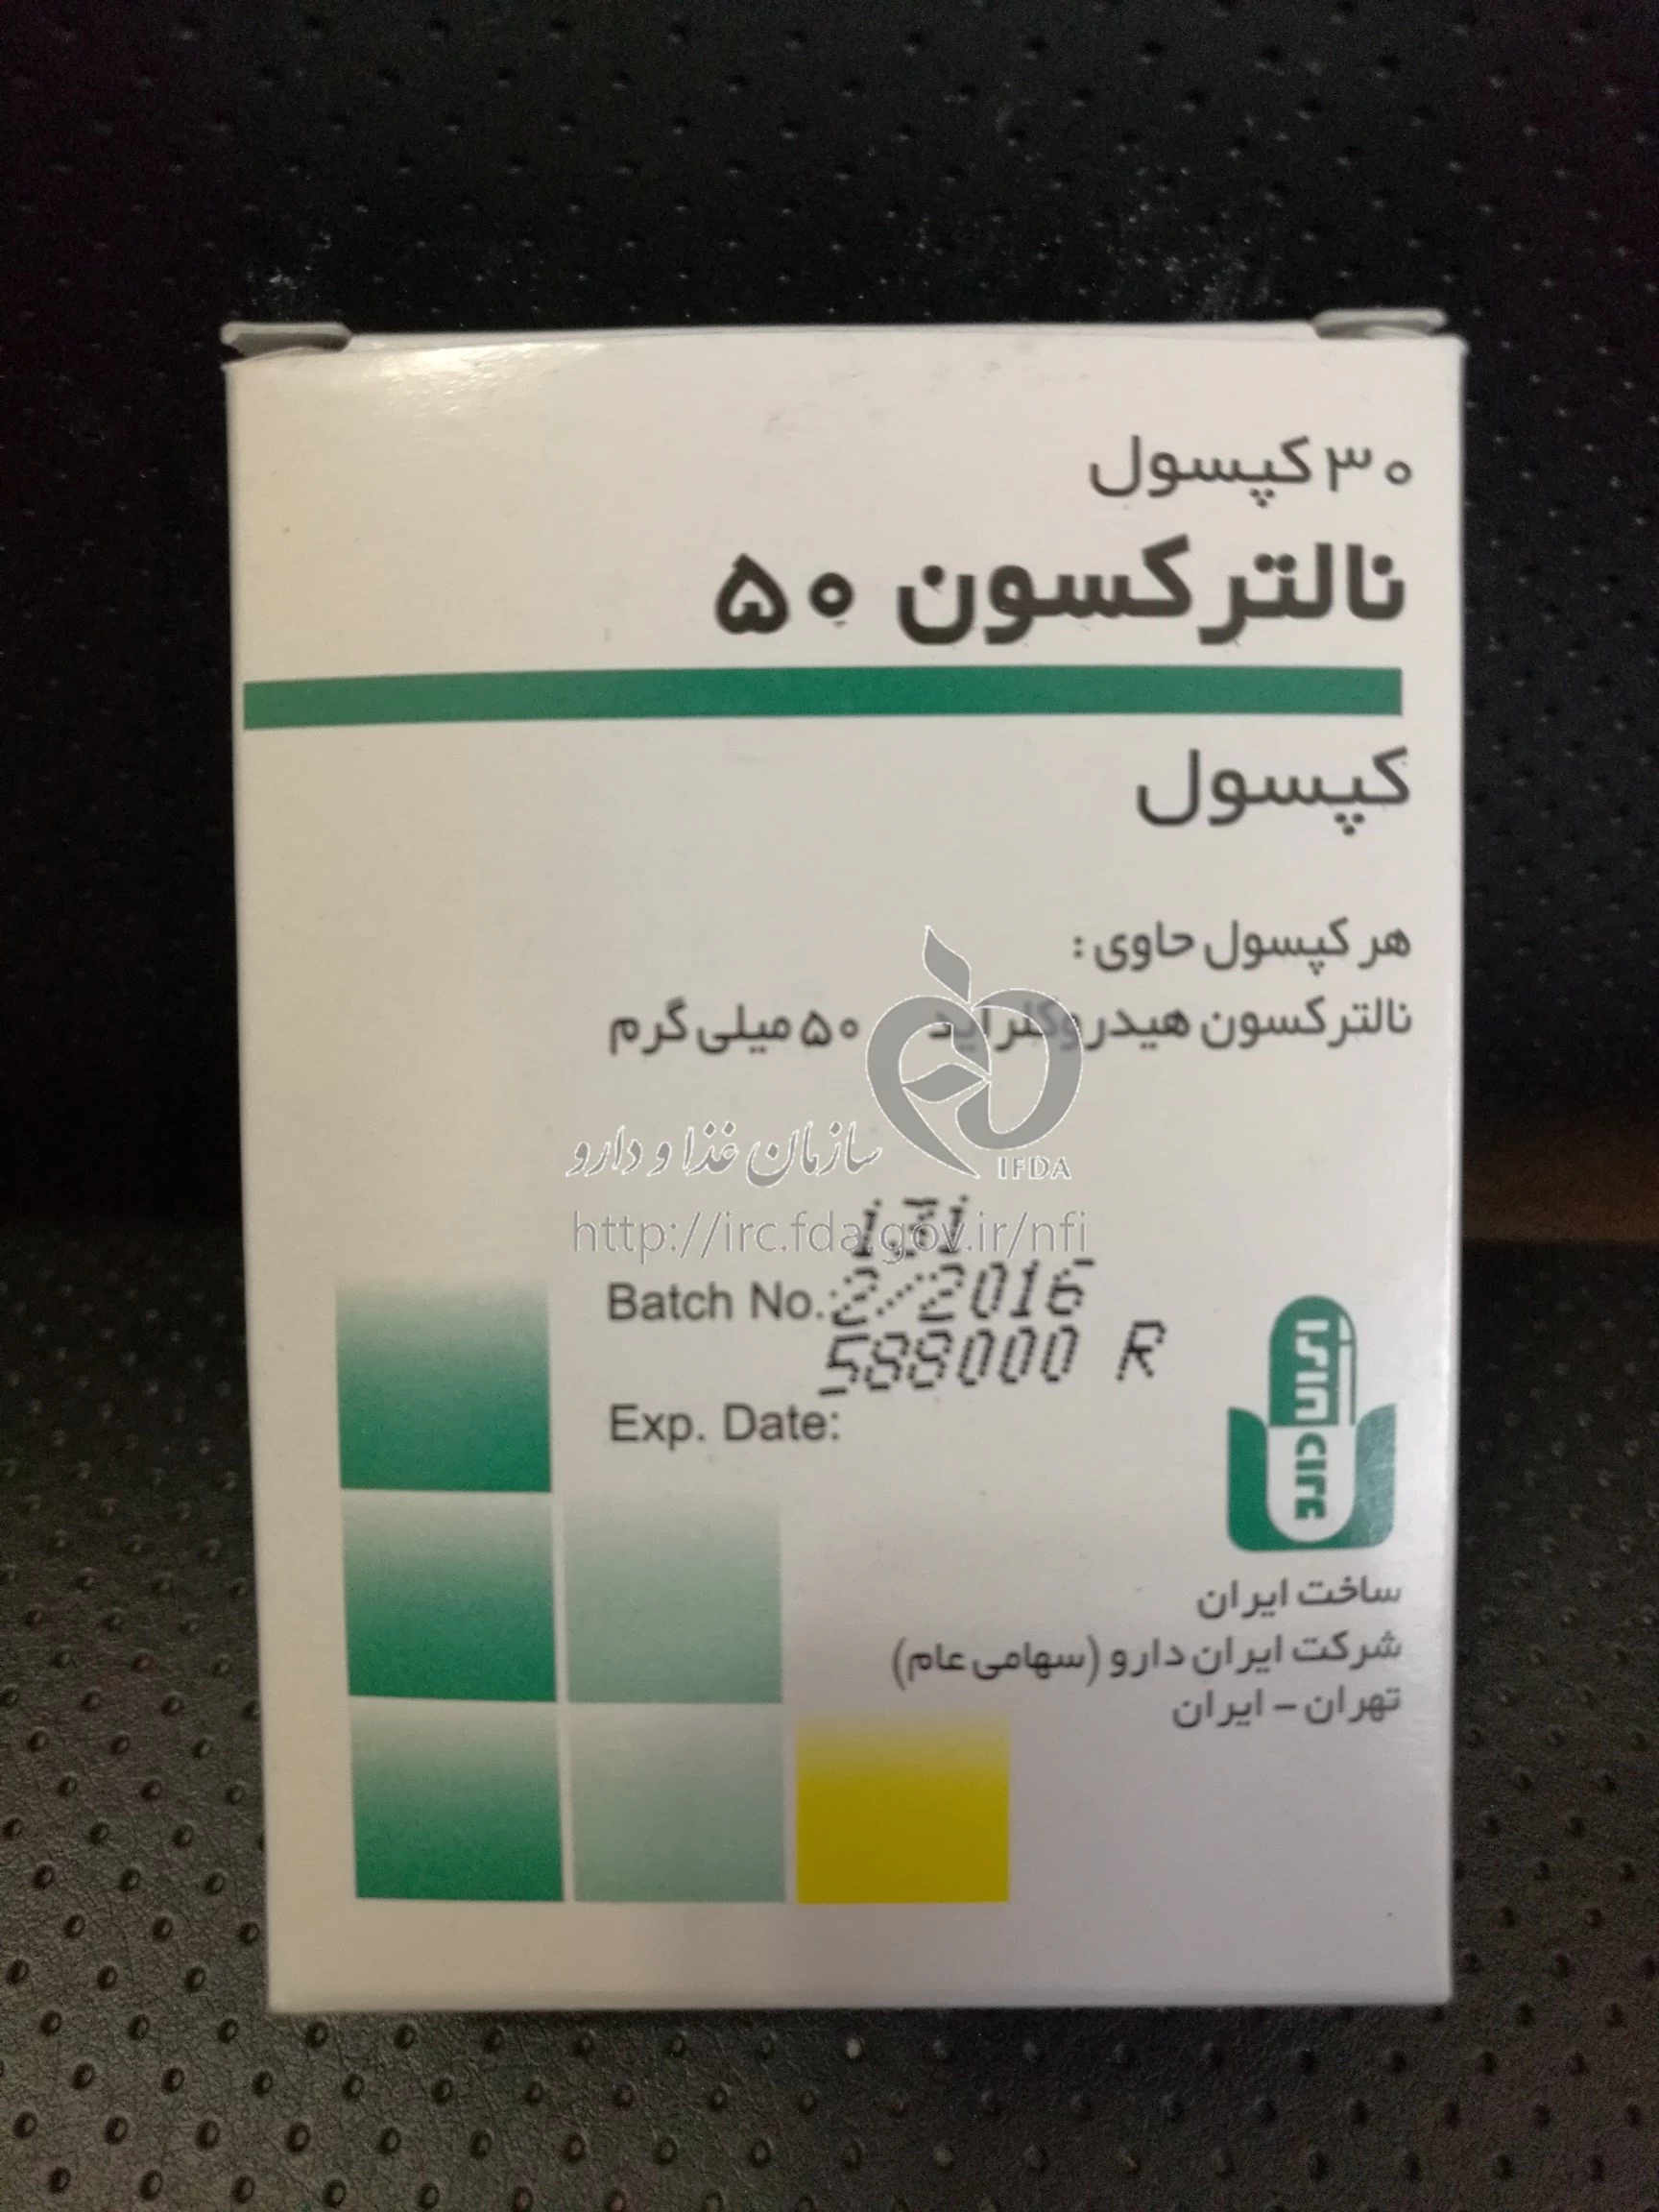 ۳۰ کپسول
نالترکسون ۵۰
کپسول
هر کپسول حاوی :
نالترکسون هیدروکلراید ۵۰ میلی گرم
IFDA
سازمان غذا و دارو
http://irc.fda.gov.ir/nfi
Batch No.: 2/2016
588000 R
Exp. Date:
ایران دارو
ساخت ایران
شرکت ایران دارو (سهامی عام)
تهران - ایران